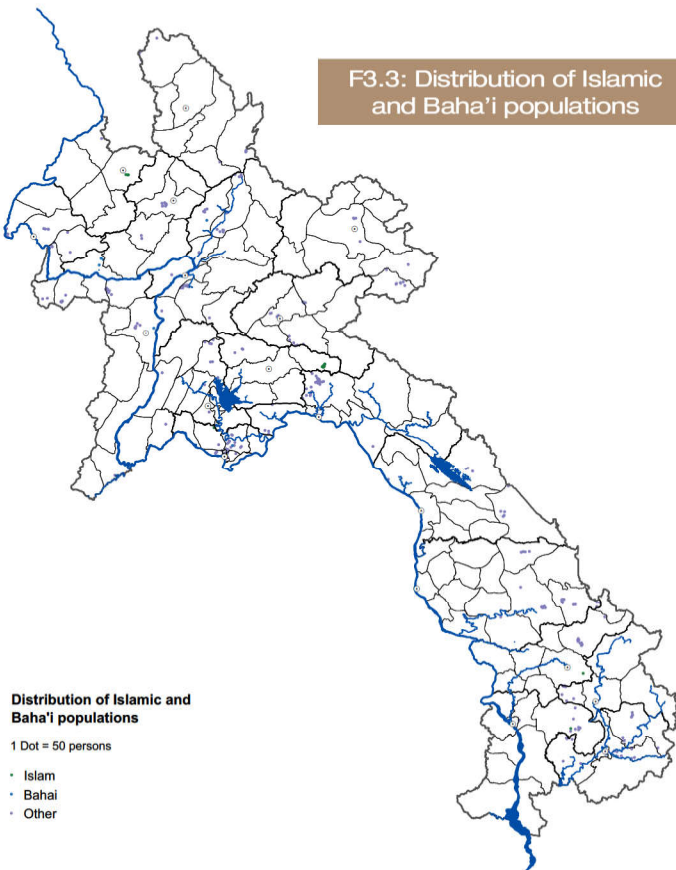 F3.3: Distribution of Islamic
and Baha'i populations
Distribution of Islamic and
Baha'i populations
1 Dot = 50 persons
Islam
Bahai
Other